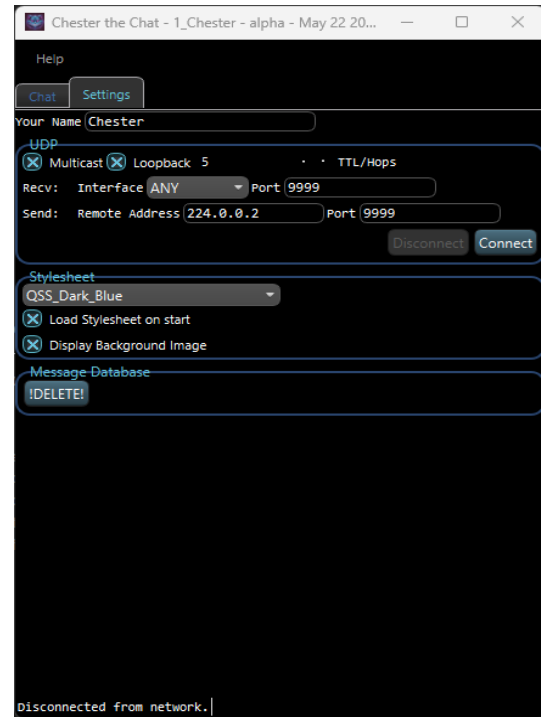 Chester the Chat - 1_Chester - alpha - May 22 20...
Help
Chat Settings
Your Name Chester
UDP
Multicast Loopback 5 TTL/Hops
Recv: Interface ANY Port 9999
Send: Remote Address 224.0.0.2 Port 9999
Disconnect Connect
Stylesheet
QSS_Dark_Blue
Load Stylesheet on start
Display Background Image
Message Database
!DELETE!
Disconnected from network.